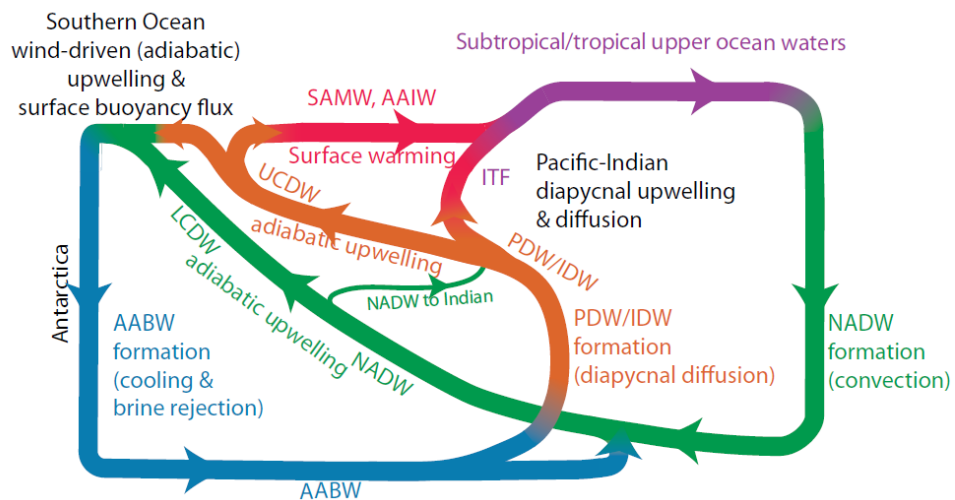 Southern Ocean
wind-driven (adiabatic)
upwelling &
surface buoyancy flux
Subtropical/tropical upper ocean waters
SAMW, AAIW
Surface warming
ITF
Pacific-Indian
diapycnal upwelling
& diffusion
UCDW
adiabatic upwelling
PDW/IDW
LCDW
adiabatic upwelling
NADW
NADW to Indian
Antarctica
AABW
formation
(cooling &
brine rejection)
PDW/IDW
formation
(diapycnal diffusion)
NADW
formation
(convection)
AABW